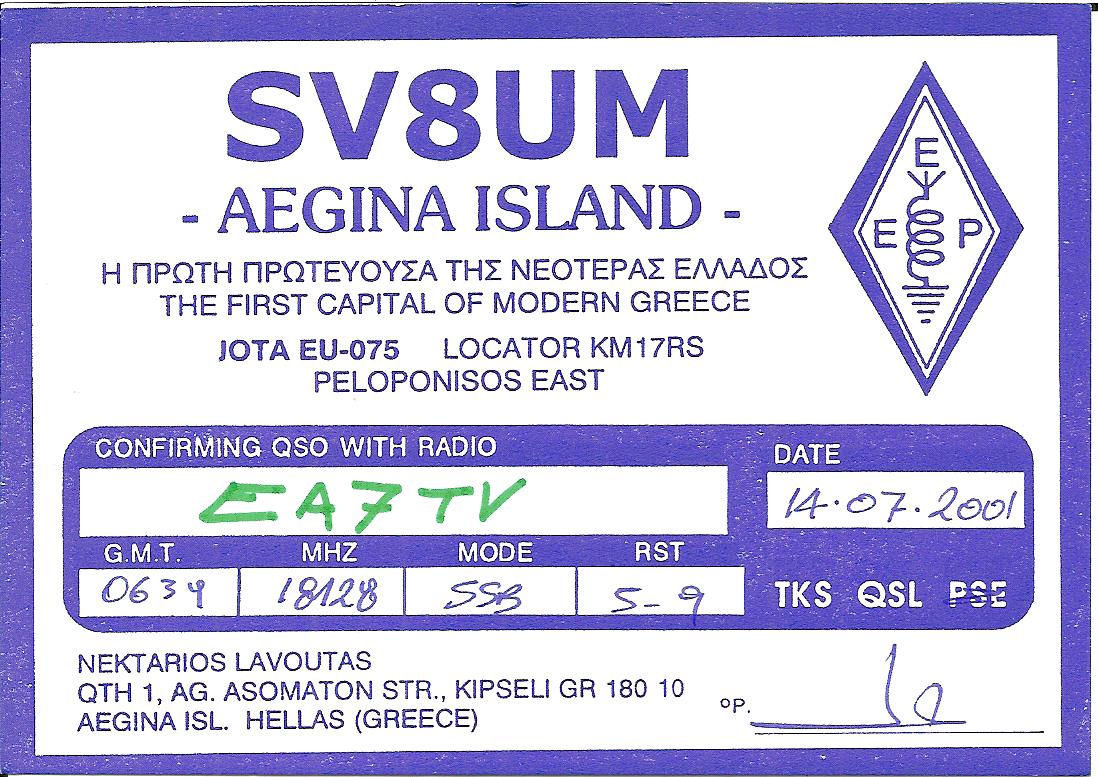 SV8UM
- AEGINA ISLAND -
Η ΠΡΩΤΗ ΠΡΩΤΕΥΟΥΣΑ ΤΗΣ ΝΕΟΤΕΡΑΣ ΕΛΛΑΔΟΣ
THE FIRST CAPITAL OF MODERN GREECE
JOTA EU-075 LOCATOR KM17RS
PELOPONISOS EAST
E
E P
CONFIRMING QSO WITH RADIO
EA7TV
DATE
14.07.2001
G.M.T. MHZ MODE RST
0634 18128 SSB 5-9
TKS QSL PSE
NEKTARIOS LAVOUTAS
QTH 1, AG. ASOMATON STR., KIPSELI GR 180 10
AEGINA ISL. HELLAS (GREECE)
OP.